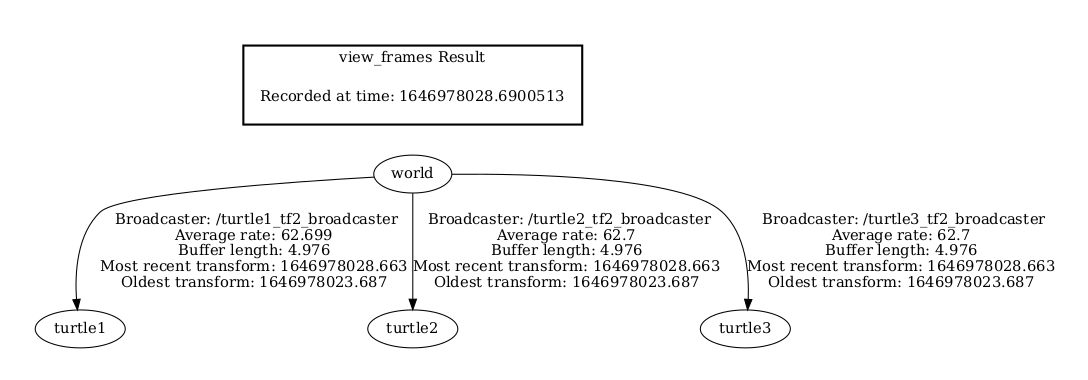 view_frames Result
Recorded at time: 1646978028.6900513
world
Broadcaster: /turtle1_tf2_broadcaster
Average rate: 62.699
Buffer length: 4.976
Most recent transform: 1646978028.663
Oldest transform: 1646978023.687
Broadcaster: /turtle2_tf2_broadcaster
Average rate: 62.7
Buffer length: 4.976
Most recent transform: 1646978028.663
Oldest transform: 1646978023.687
Broadcaster: /turtle3_tf2_broadcaster
Average rate: 62.7
Buffer length: 4.976
Most recent transform: 1646978028.663
Oldest transform: 1646978023.687
turtle1
turtle2
turtle3